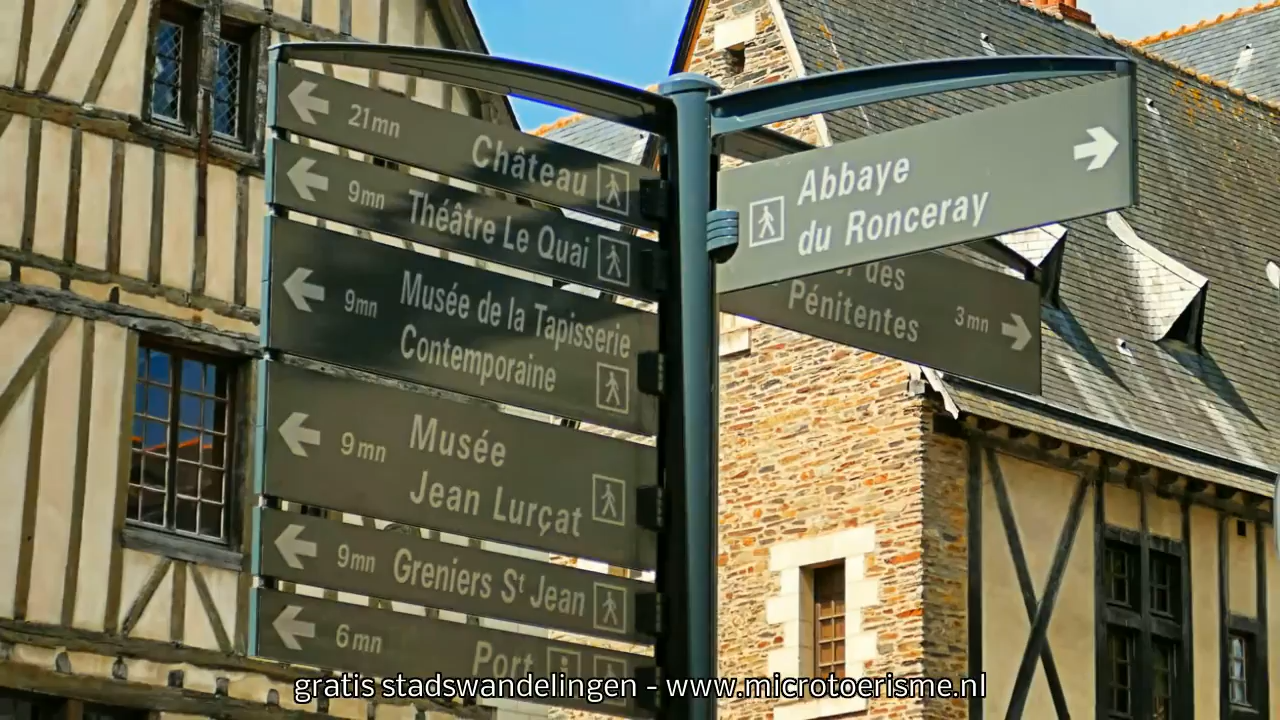 21mn Château
9mn Théâtre Le Quai
9mn Musée de la Tapisserie
Contemporaine
9mn Musée
Jean Lurçat
9mn Greniers St Jean
6mn Port
Abbaye
du Ronceray
des
Pénitentes 3mn
gratis stadswandelingen - www.microtoerisme.nl